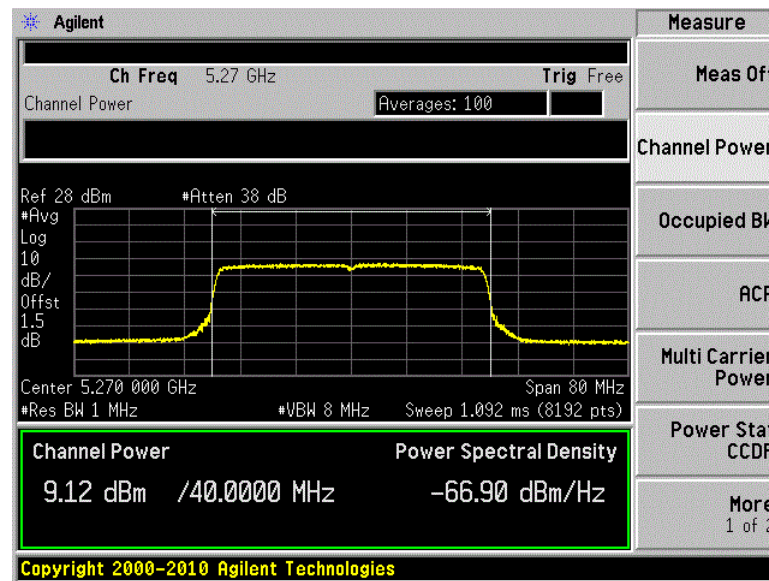 Agilent
Measure
Ch Freq 5.27 GHz Trig Free
Meas Off
Channel Power Averages: 100
Channel Power
Ref 28 dBm #Atten 38 dB
#Avg
Log
10
dB/
Offst
1.5
dB
Occupied BW
ACP
Multi Carrier
Power
Center 5.270 000 GHz Span 80 MHz
#Res BW 1 MHz #VBW 8 MHz Sweep 1.092 ms (8192 pts)
Power Stat
CCDF
Channel Power Power Spectral Density
9.12 dBm /40.0000 MHz -66.90 dBm/Hz
More
1 of 2
Copyright 2000-2010 Agilent Technologies